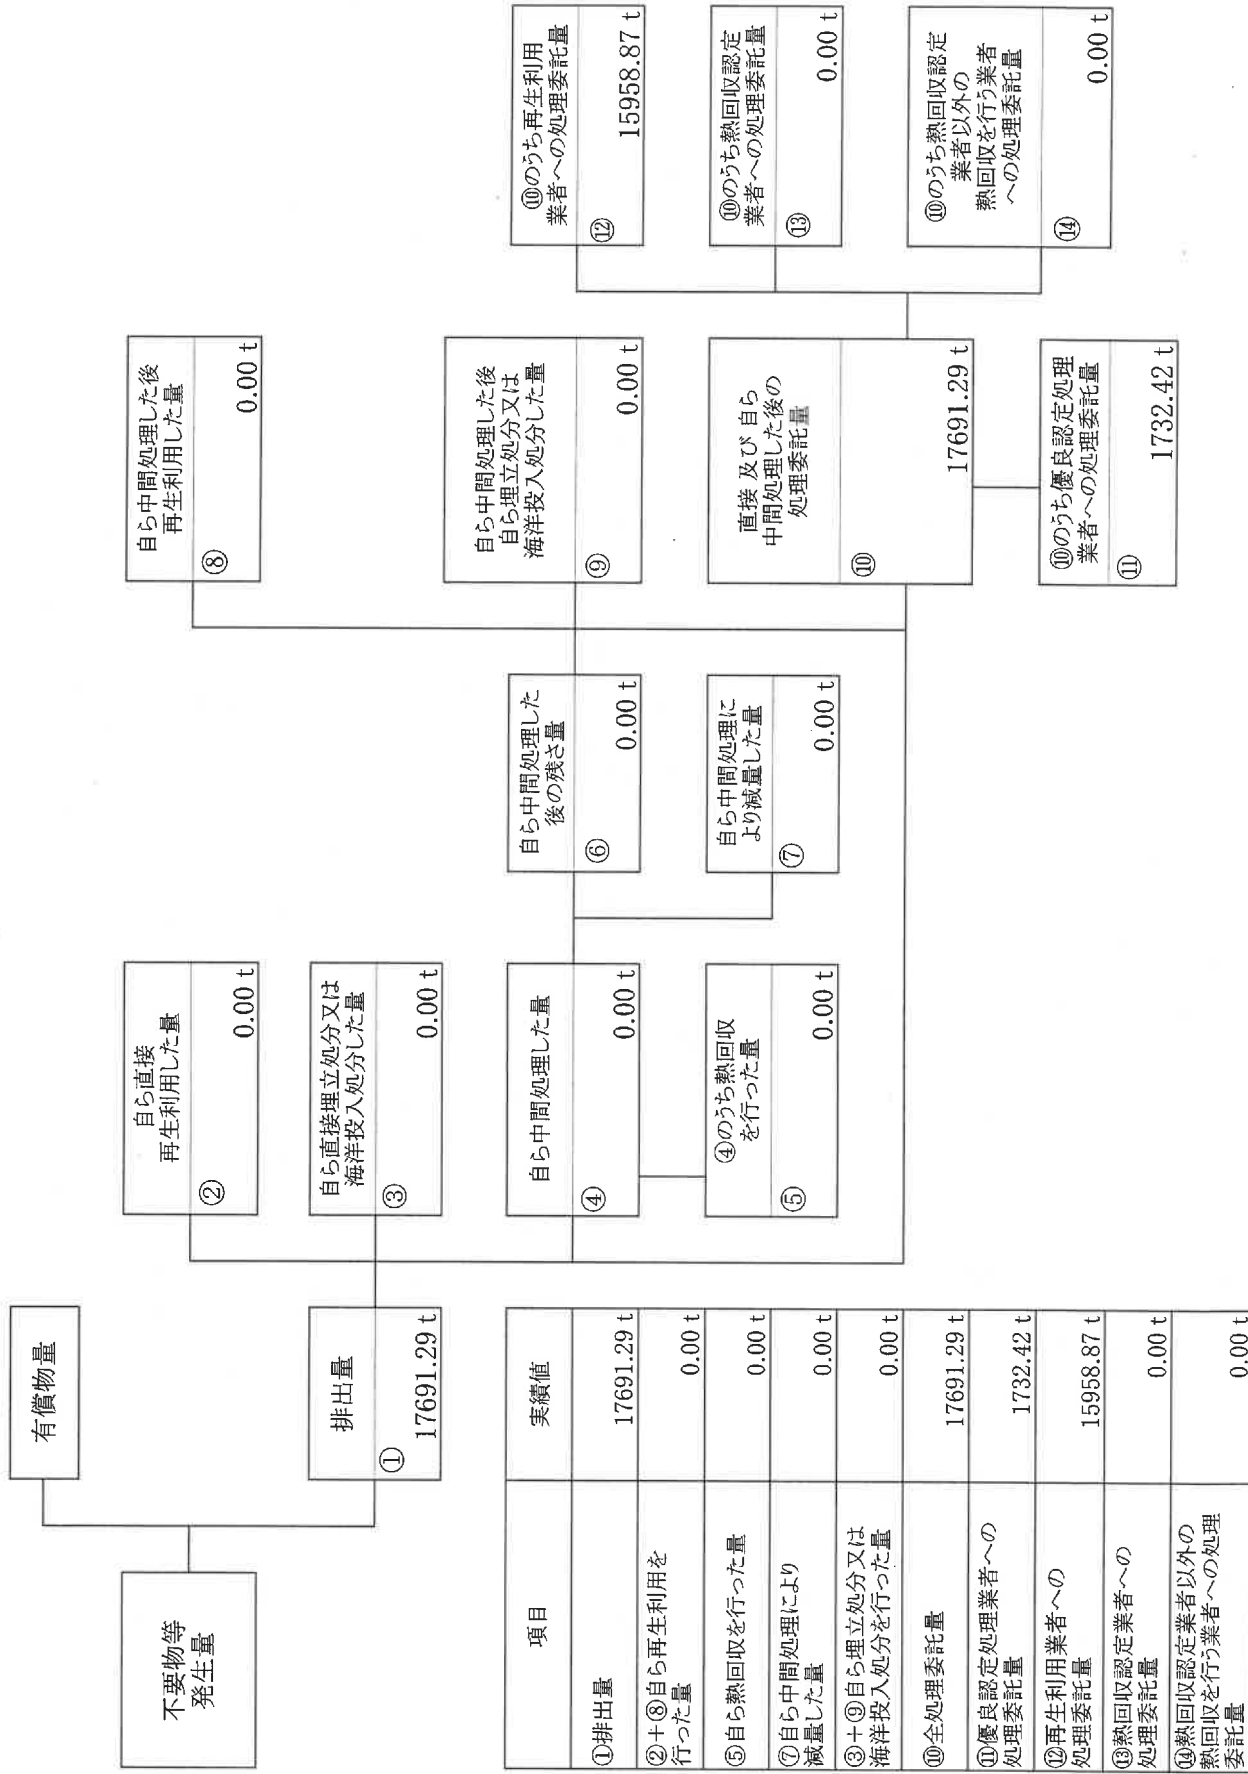 不要物等
発生量
有償物量
排出量
①
17691.29 t
自ら直接
再生利用した量
②
0.00 t
自ら直接埋立処分又は
海洋投入処分した量
③
0.00 t
自ら中間処理した量
④
0.00 t
④のうち熱回収
を行った量
⑤
0.00 t
自ら中間処理した
後の残さ量
⑥
0.00 t
自ら中間処理に
より減量した量
⑦
0.00 t
自ら中間処理した後
再生利用した量
⑧
0.00 t
自ら中間処理した後
自ら埋立処分又は
海洋投入処分した量
⑨
0.00 t
直接 及び 自ら
中間処理した後の
処理委託量
⑩
17691.29 t
⑩のうち優良認定処理
業者への処理委託量
⑪
1732.42 t
⑩のうち再生利用
業者への処理委託量
⑫
15958.87 t
⑩のうち熱回収認定
業者への処理委託量
⑬
0.00 t
⑩のうち熱回収認定
業者以外の
熱回収を行う業者
への処理委託量
⑭
0.00 t
項目 実績値
①排出量 17691.29 t
②+⑧自ら再生利用を
行った量 0.00 t
⑤自ら熱回収を行った量 0.00 t
⑦自ら中間処理により
減量した量 0.00 t
③+⑨自ら埋立処分又は
海洋投入処分を行った量 0.00 t
⑩全処理委託量 17691.29 t
⑪優良認定処理業者への
処理委託量 1732.42 t
⑫再生利用業者への
処理委託量 15958.87 t
⑬熱回収認定業者への
処理委託量 0.00 t
⑭熱回収認定業者以外の
熱回収を行う業者への処理
委託量 0.00 t